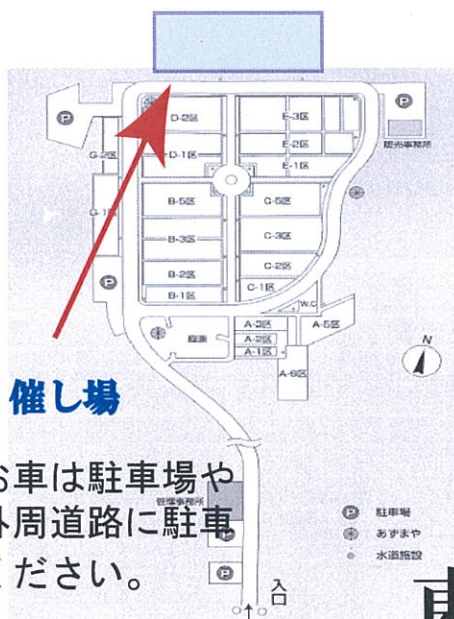 P
P
D-2区
E-3区
G-2区
D-1区
E-2区
E-1区
販売事務所
G-1区
B-5区
C-5区
B-3区
C-3区
B-2区
C-2区
P
B-1区
C-1区
W.C
A-3区
A-5区
庭園
A-2区
A-1区
A-6区
N
催し場
お車は駐車場や
管理事務所
外周道路に駐車
ください。
P
P
P 駐車場
あずまや
水道施設
入口